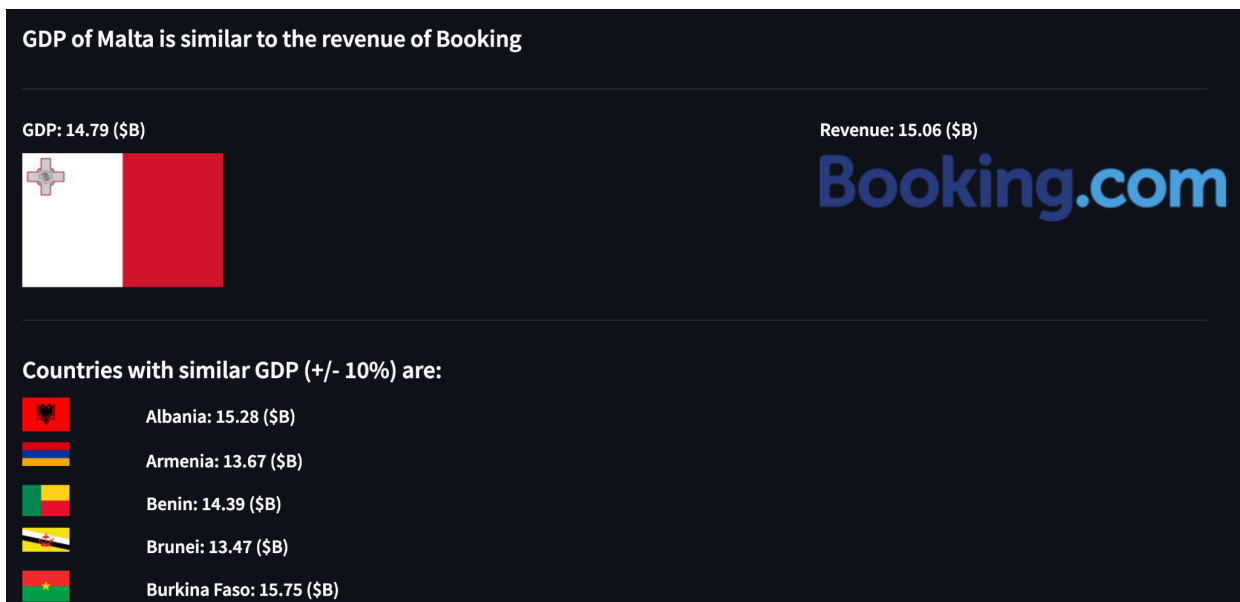 GDP of Malta is similar to the revenue of Booking
GDP: 14.79 ($B)
Revenue: 15.06 ($B)
Booking.com
Countries with similar GDP (+/- 10%) are:
Albania: 15.28 ($B)
Armenia: 13.67 ($B)
Benin: 14.39 ($B)
Brunei: 13.47 ($B)
Burkina Faso: 15.75 ($B)